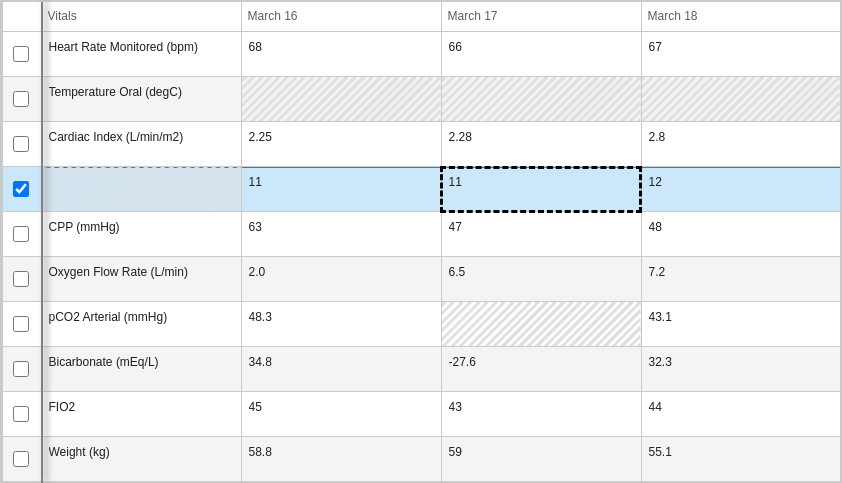 Vitals March 16 March 17 March 18
Heart Rate Monitored (bpm) 68 66 67
Temperature Oral (degC)
Cardiac Index (L/min/m2) 2.25 2.28 2.8
11 11 12
CPP (mmHg) 63 47 48
Oxygen Flow Rate (L/min) 2.0 6.5 7.2
pCO2 Arterial (mmHg) 48.3 43.1
Bicarbonate (mEq/L) 34.8 -27.6 32.3
FIO2 45 43 44
Weight (kg) 58.8 59 55.1